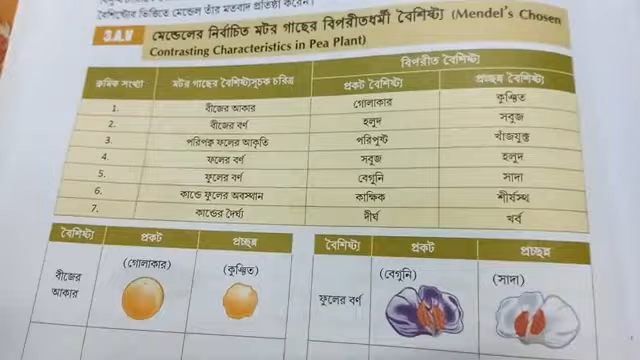 বৈশিষ্ট্যের ভিত্তিতে মেন্ডেল তাঁর মতবাদ প্রতিষ্ঠা করেন।
3.A.V মেন্ডেলের নির্বাচিত মটর গাছের বিপরীতধর্মী বৈশিষ্ট্য (Mendel's Chosen
Contrasting Characteristics in Pea Plant)
ক্রমিক সংখ্যা মটর গাছের বৈশিষ্ট্যসূচক চরিত্র বিপরীত বৈশিষ্ট্য
প্রকট বৈশিষ্ট্য প্রচ্ছন্ন বৈশিষ্ট্য
1. বীজের আকার গোলাকার কুঞ্চিত
2. বীজের বর্ণ হলুদ সবুজ
3. পরিপক্ব ফলের আকৃতি পরিপুষ্ট খাঁজযুক্ত
4. ফলের বর্ণ সবুজ হলুদ
5. ফুলের বর্ণ বেগুনি সাদা
6. কান্ডে ফুলের অবস্থান কাক্ষিক শীর্ষস্থ
7. কান্ডের দৈর্ঘ্য দীর্ঘ খর্ব
বৈশিষ্ট্য প্রকট প্রচ্ছন্ন
বীজের আকার (গোলাকার) (কুঞ্চিত)
বৈশিষ্ট্য প্রকট প্রচ্ছন্ন
ফুলের বর্ণ (বেগুনি) (সাদা)